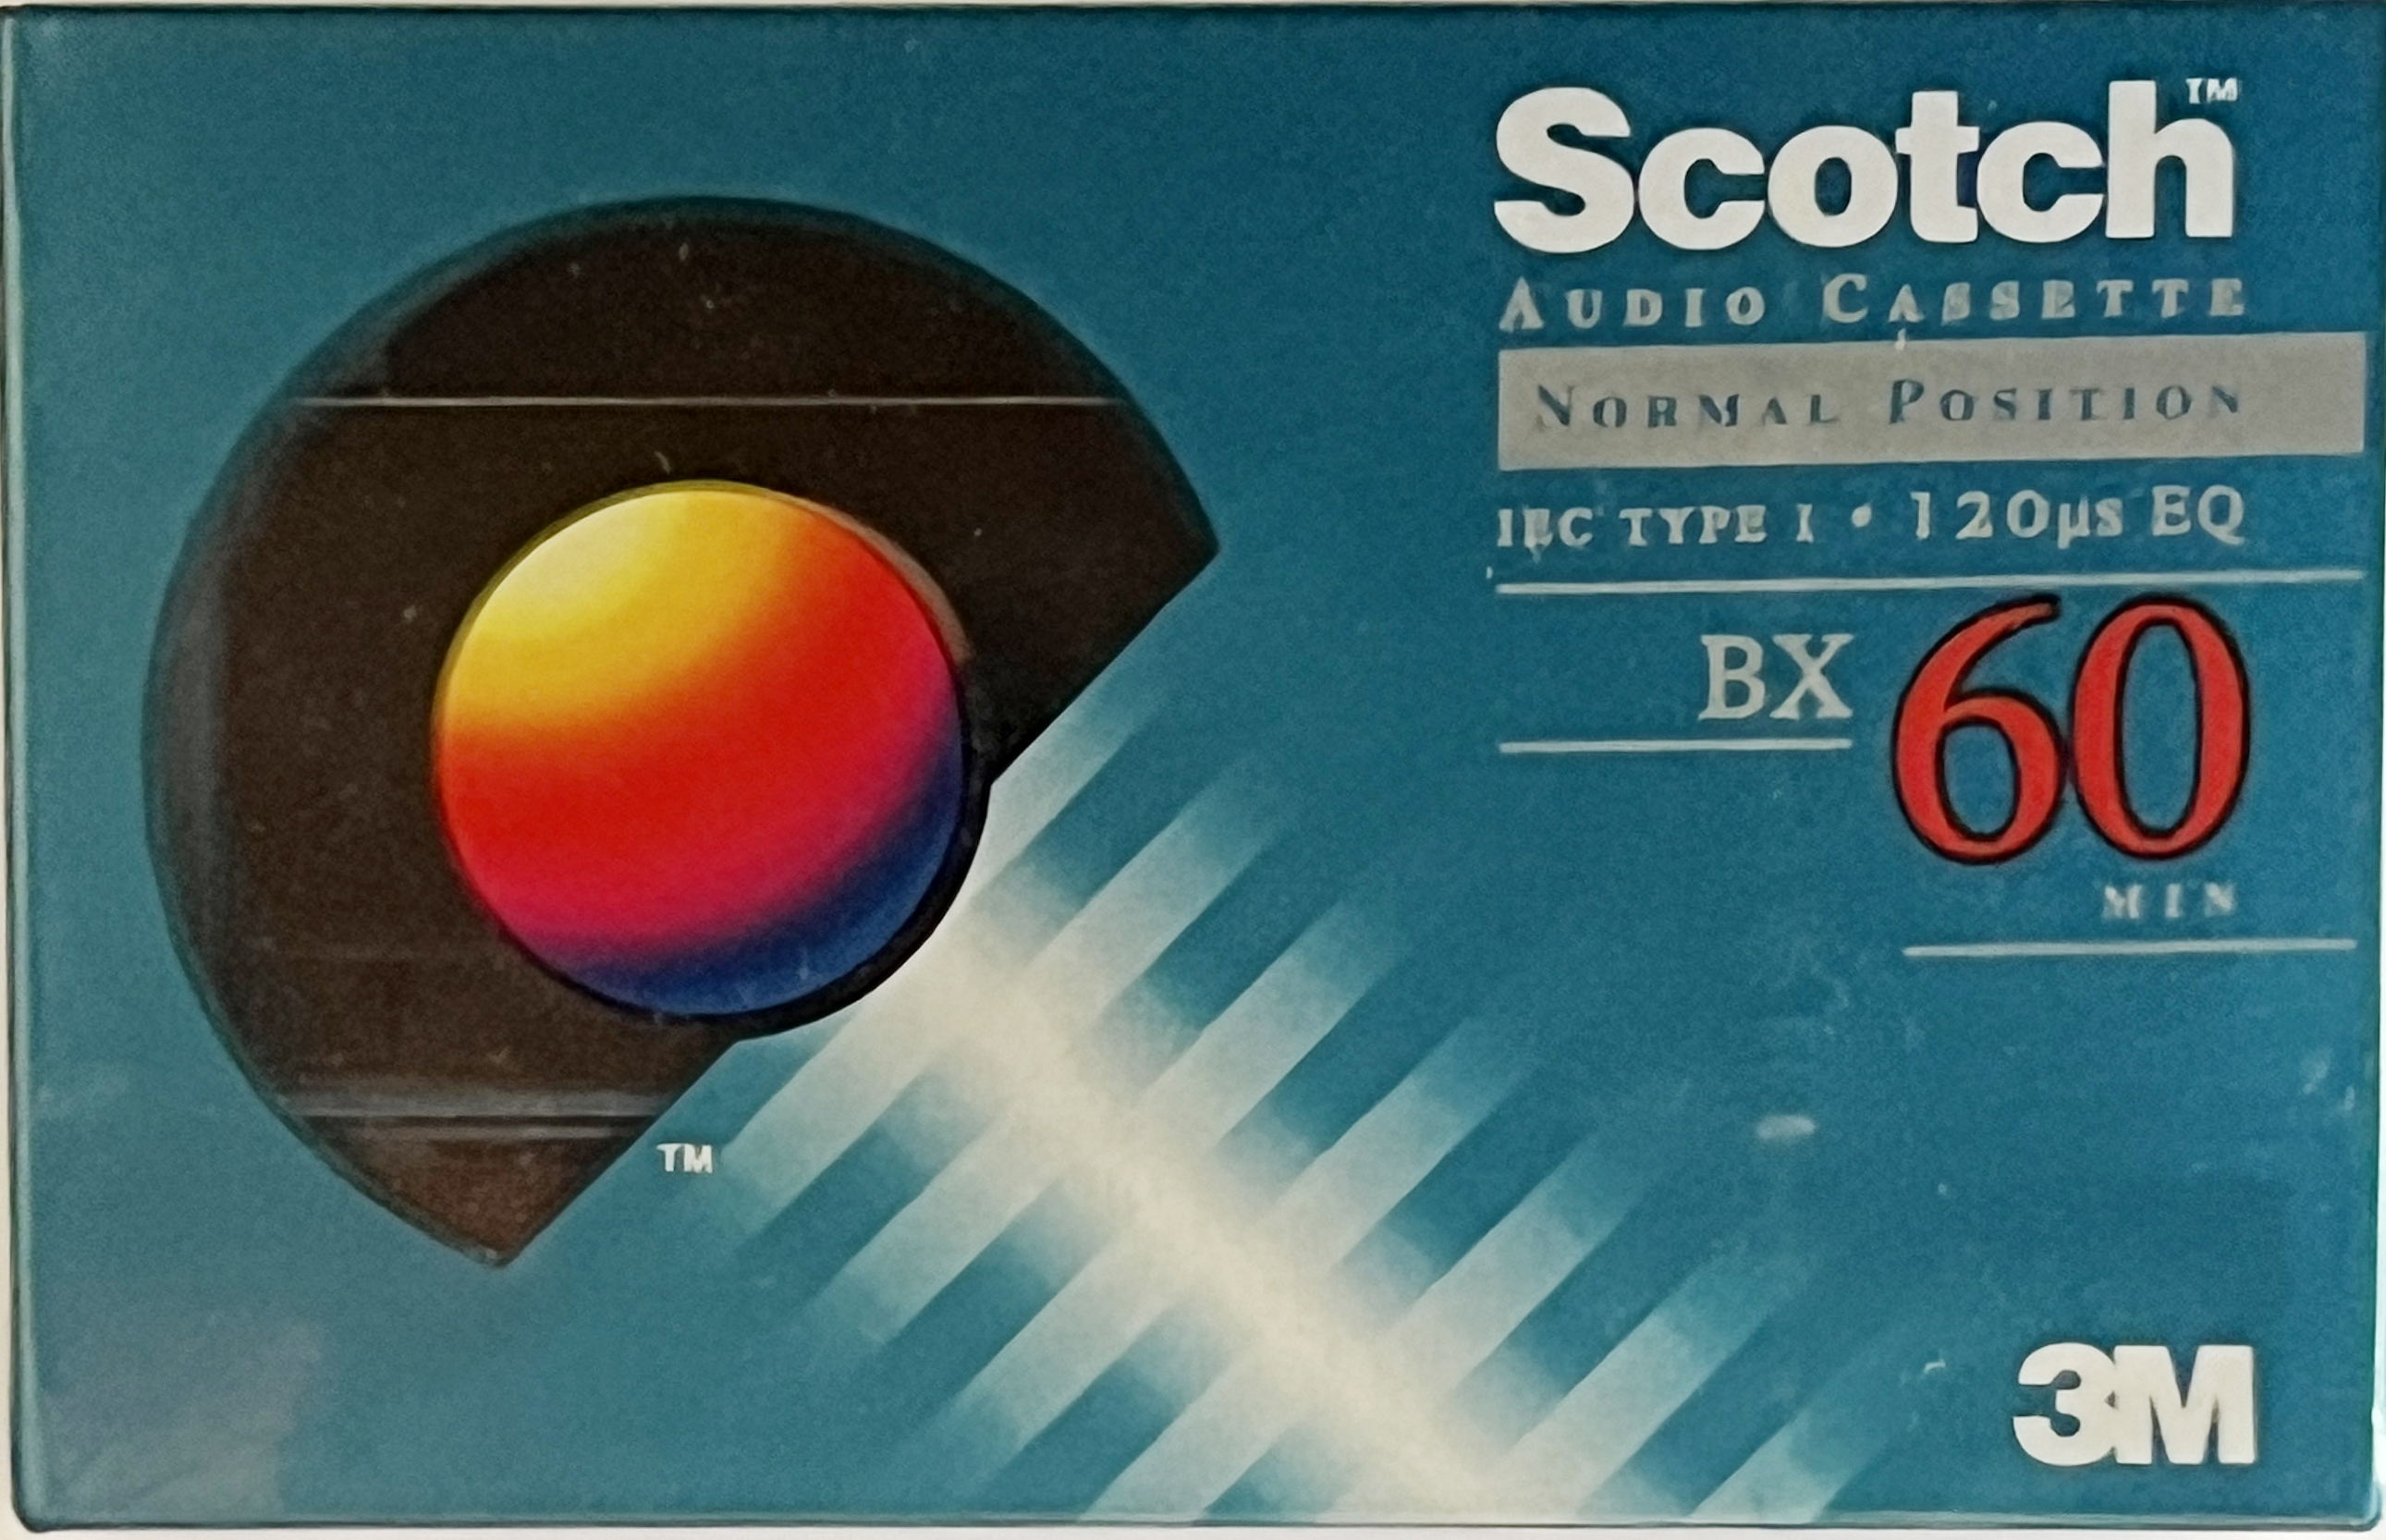 Scotch™
AUDIO CASSETTE
NORMAL POSITION
IEC TYPE I • 120µs EQ
BX 60
MIN
TM
3M